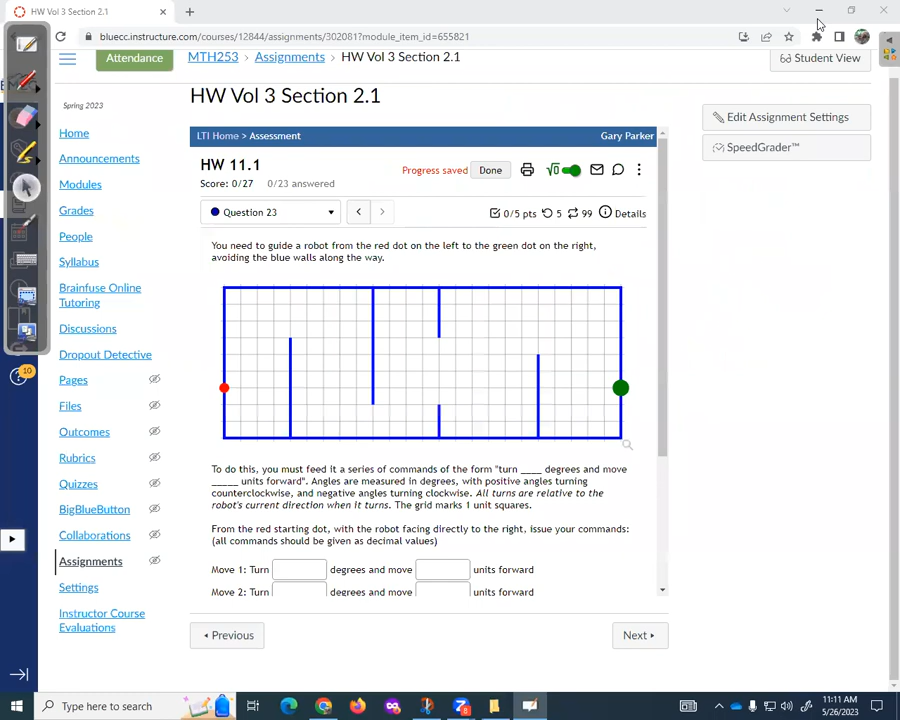 HW Vol 3 Section 2.1
bluecc.instructure.com/courses/12844/assignments/302081?module_item_id=655821
Attendance
MTH253 › Assignments › HW Vol 3 Section 2.1
Student View
Spring 2023
Home
Announcements
Modules
Grades
People
Syllabus
Brainfuse Online
Tutoring
Discussions
Dropout Detective
Pages
Files
Outcomes
Rubrics
Quizzes
BigBlueButton
Collaborations
Assignments
Settings
Instructor Course
Evaluations
10
HW Vol 3 Section 2.1
Edit Assignment Settings
SpeedGrader™
LTI Home > Assessment
Gary Parker
HW 11.1
Score: 0/27 0/23 answered
Progress saved
Done
√0
Question 23
0/5 pts 5 99 Details
You need to guide a robot from the red dot on the left to the green dot on the right,
avoiding the blue walls along the way.
To do this, you must feed it a series of commands of the form "turn ____ degrees and move
_____ units forward". Angles are measured in degrees, with positive angles turning
counterclockwise, and negative angles turning clockwise. All turns are relative to the
robot's current direction when it turns. The grid marks 1 unit squares.
From the red starting dot, with the robot facing directly to the right, issue your commands:
(all commands should be given as decimal values)
Move 1: Turn degrees and move units forward
Move 2: Turn degrees and move units forward
Previous
Next
Type here to search
11:11 AM
5/26/2023